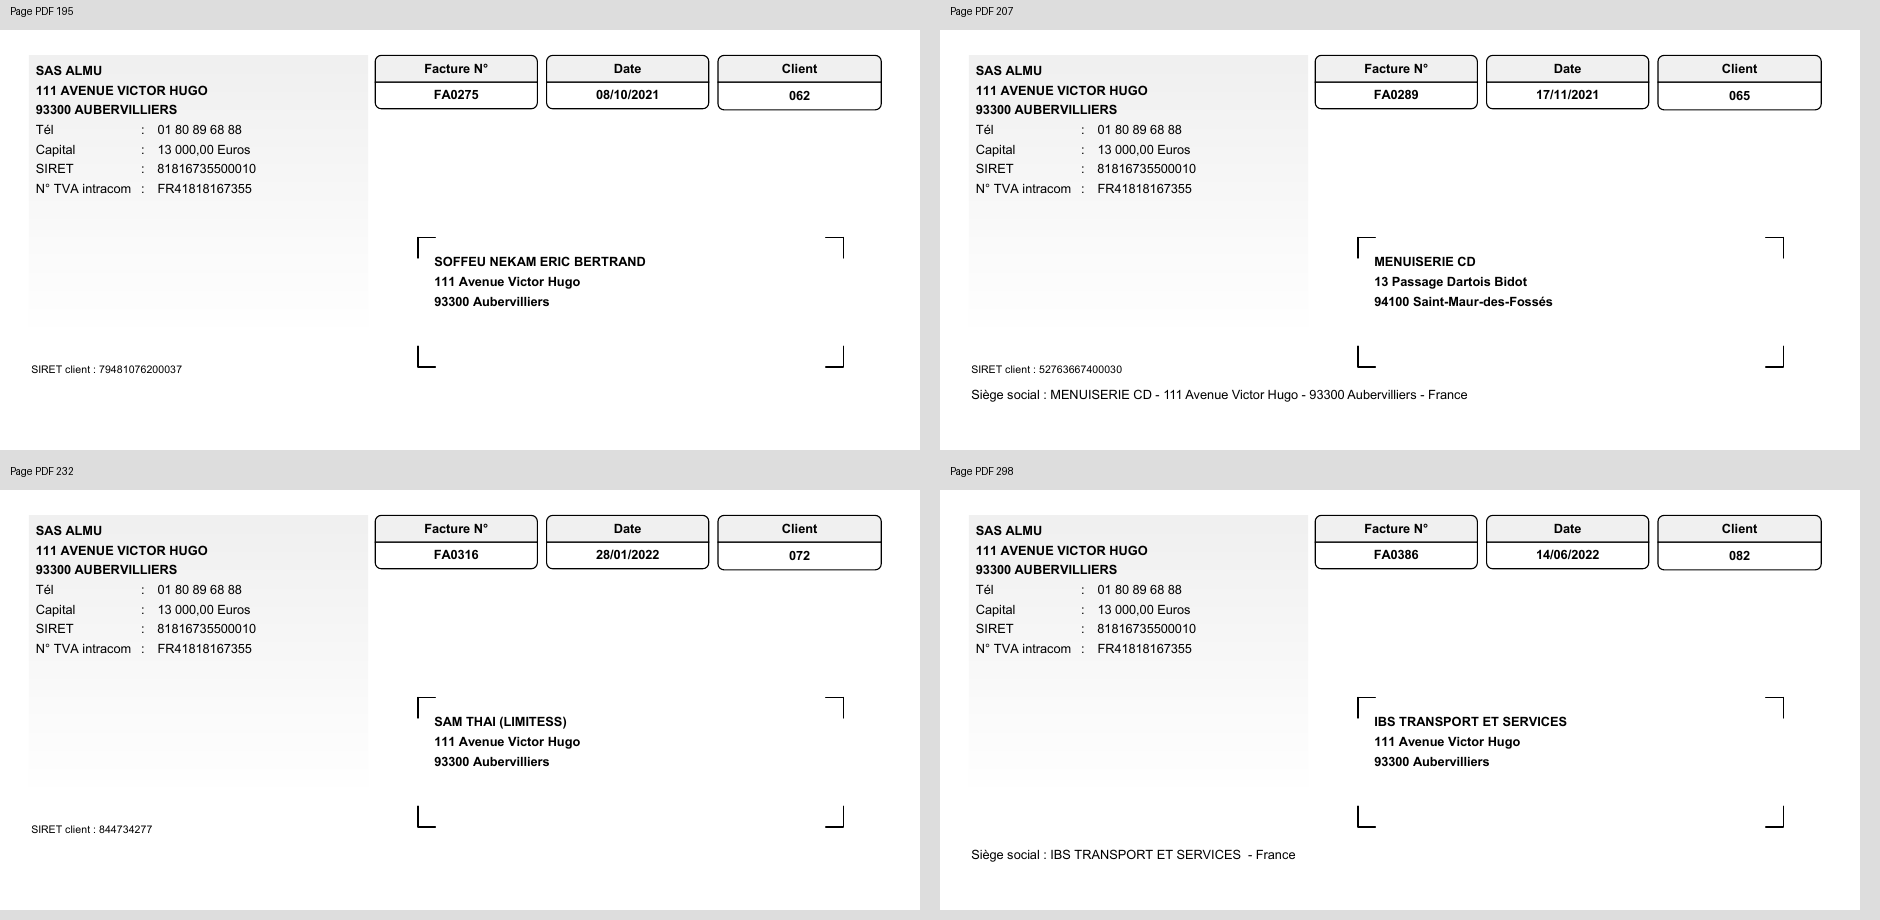 Page PDF 195
SAS ALMU
111 AVENUE VICTOR HUGO
93300 AUBERVILLIERS
Tél : 01 80 89 68 88
Capital : 13 000,00 Euros
SIRET : 81816735500010
N° TVA intracom : FR41818167355
Facture N° Date Client
FA0275 08/10/2021 062
SOFFEU NEKAM ERIC BERTRAND
111 Avenue Victor Hugo
93300 Aubervilliers
SIRET client : 79481076200037
Page PDF 207
SAS ALMU
111 AVENUE VICTOR HUGO
93300 AUBERVILLIERS
Tél : 01 80 89 68 88
Capital : 13 000,00 Euros
SIRET : 81816735500010
N° TVA intracom : FR41818167355
Facture N° Date Client
FA0289 17/11/2021 065
MENUISERIE CD
13 Passage Dartois Bidot
94100 Saint-Maur-des-Fossés
SIRET client : 52763667400030
Siège social : MENUISERIE CD - 111 Avenue Victor Hugo - 93300 Aubervilliers - France
Page PDF 232
SAS ALMU
111 AVENUE VICTOR HUGO
93300 AUBERVILLIERS
Tél : 01 80 89 68 88
Capital : 13 000,00 Euros
SIRET : 81816735500010
N° TVA intracom : FR41818167355
Facture N° Date Client
FA0316 28/01/2022 072
SAM THAI (LIMITESS)
111 Avenue Victor Hugo
93300 Aubervilliers
SIRET client : 844734277
Page PDF 298
SAS ALMU
111 AVENUE VICTOR HUGO
93300 AUBERVILLIERS
Tél : 01 80 89 68 88
Capital : 13 000,00 Euros
SIRET : 81816735500010
N° TVA intracom : FR41818167355
Facture N° Date Client
FA0386 14/06/2022 082
IBS TRANSPORT ET SERVICES
111 Avenue Victor Hugo
93300 Aubervilliers
Siège social : IBS TRANSPORT ET SERVICES - France